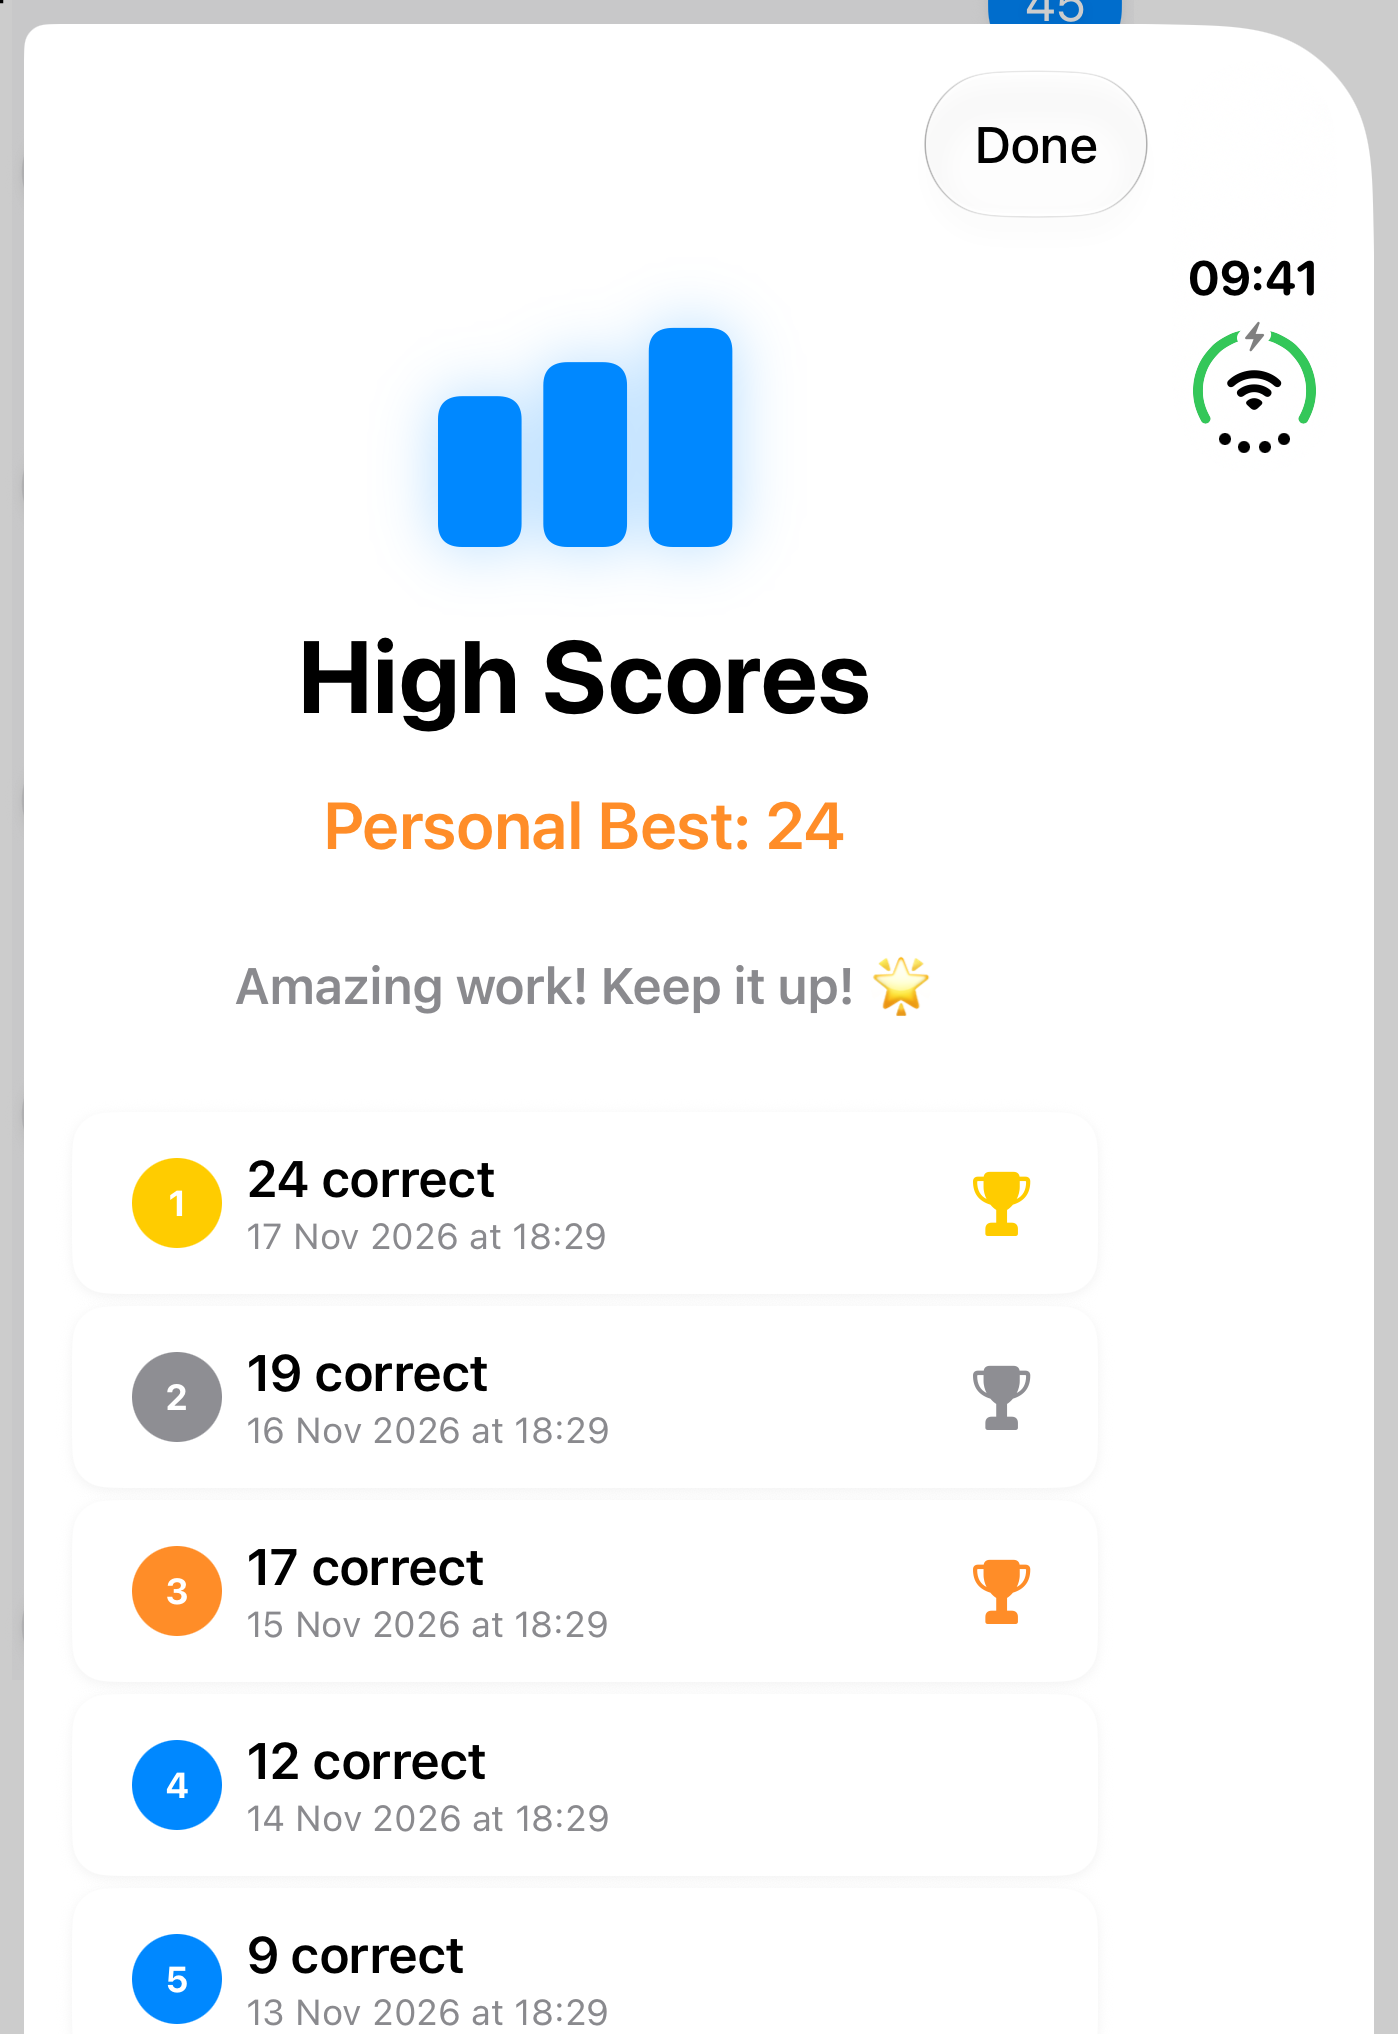 45
Done
09:41
High Scores
Personal Best: 24
Amazing work! Keep it up! 🌟
1
24 correct
17 Nov 2026 at 18:29
2
19 correct
16 Nov 2026 at 18:29
3
17 correct
15 Nov 2026 at 18:29
4
12 correct
14 Nov 2026 at 18:29
5
9 correct
13 Nov 2026 at 18:29